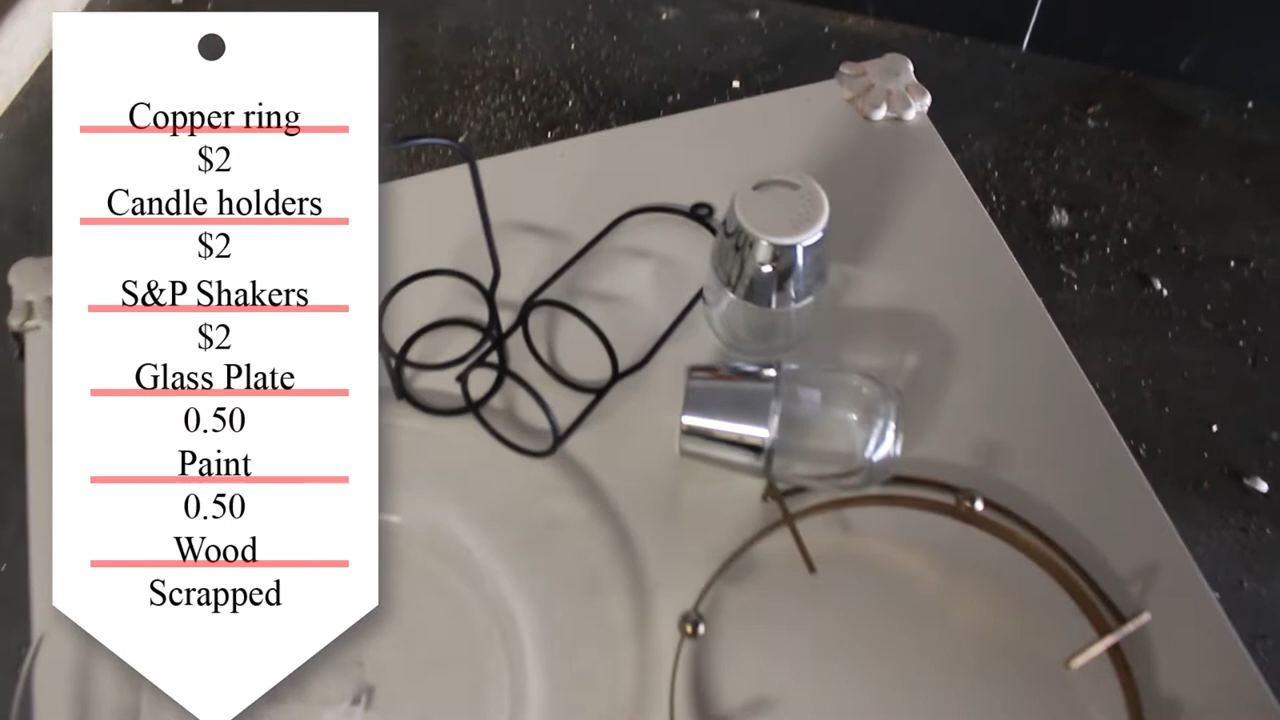 Copper ring
$2
Candle holders
$2
S&P Shakers
$2
Glass Plate
0.50
Paint
0.50
Wood
Scrapped